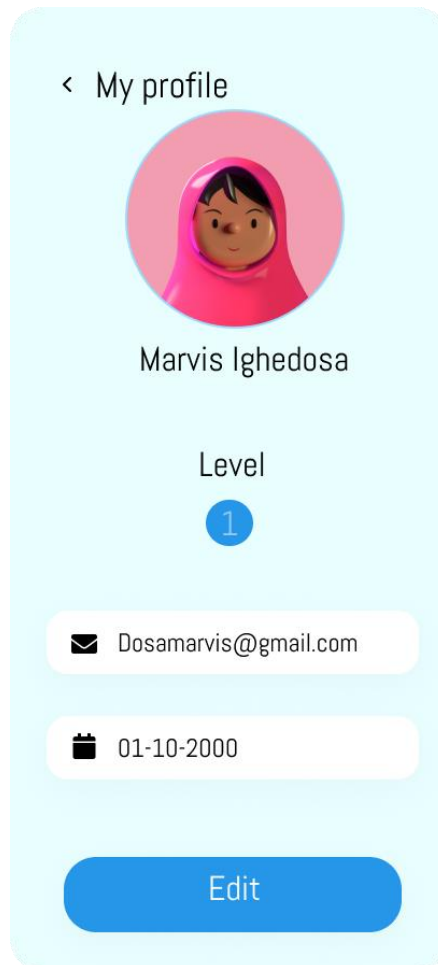 My profile
Marvis Ighedosa
Level
1
Dosamarvis@gmail.com
01-10-2000
Edit